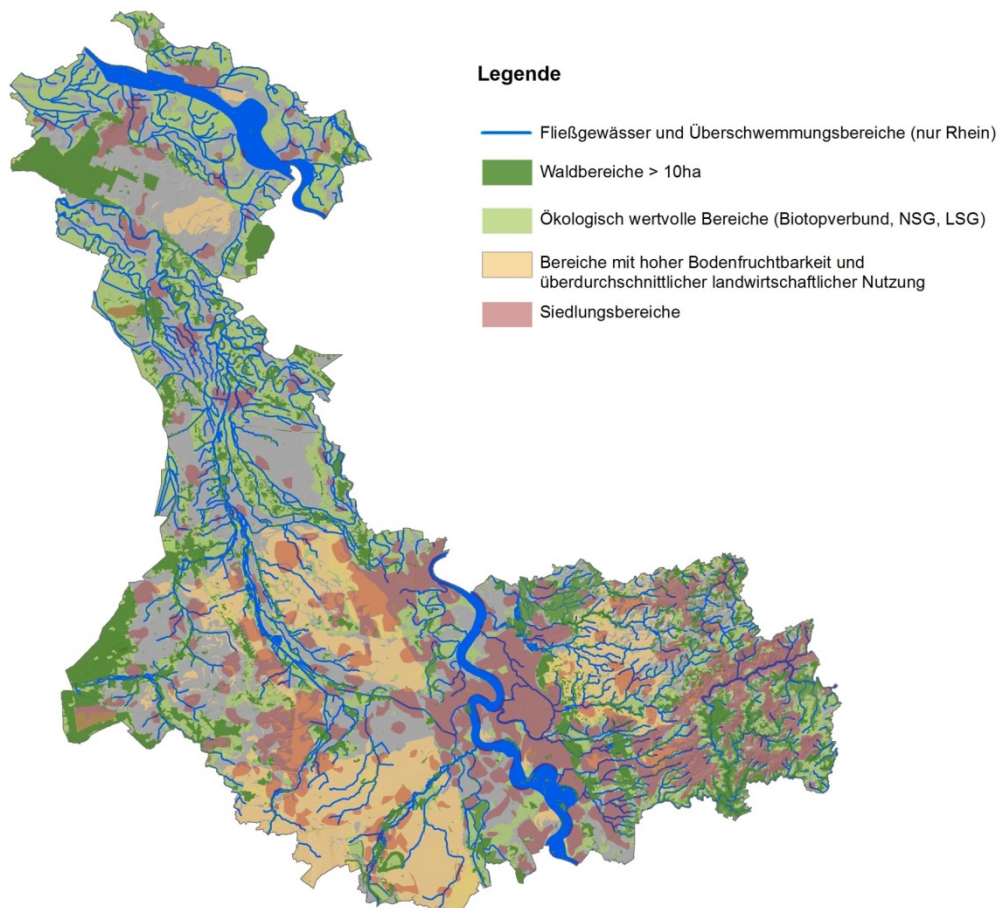 Legende
Fließgewässer und Überschwemmungsbereiche (nur Rhein)
Waldbereiche > 10ha
Ökologisch wertvolle Bereiche (Biotopverbund, NSG, LSG)
Bereiche mit hoher Bodenfruchtbarkeit und
überdurchschnittlicher landwirtschaftlicher Nutzung
Siedlungsbereiche